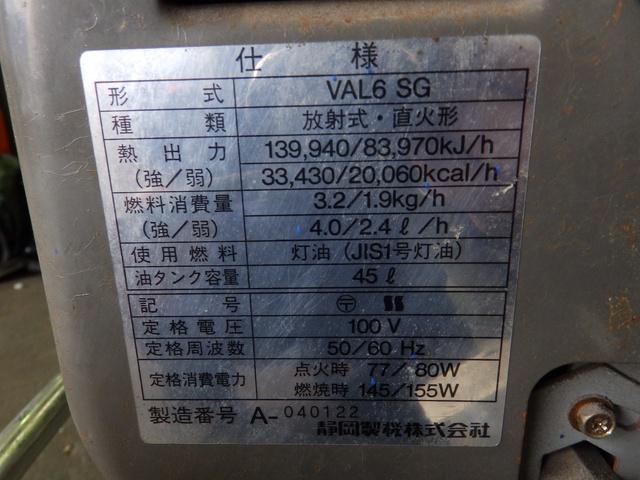 仕 様
形 式 VAL6 SG
種 類 放射式・直火形
熱出力 139,940/83,970kJ/h
(強/弱) 33,430/20,060kcal/h
燃料消費量 3.2/1.9kg/h
(強/弱) 4.0/2.4ℓ/h
使用燃料 灯油(JIS1号灯油)
油タンク容量 45ℓ
記 号 〶
定格電圧 100 V
定格周波数 50/60 Hz
定格消費電力 点火時 77/80W
燃焼時 145/155W
製造番号 A-040122
静岡製機株式会社